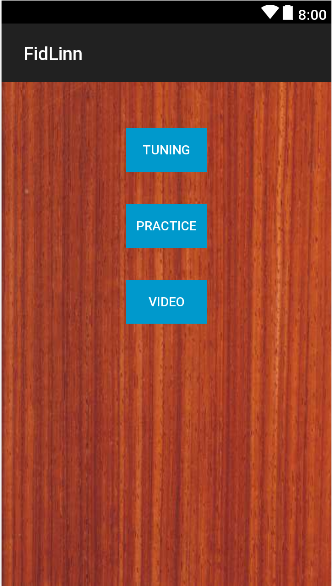 8:00
FidLinn
TUNING
PRACTICE
VIDEO